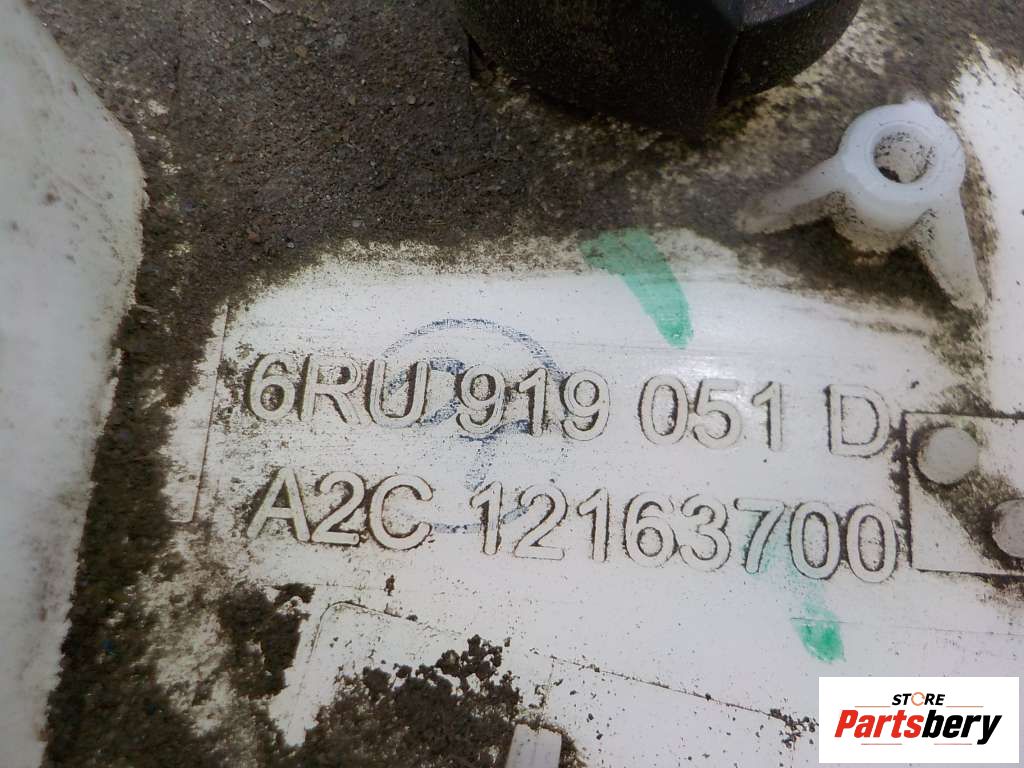 6RU 919 051 D
A2C 12163700
STORE
Partsbery